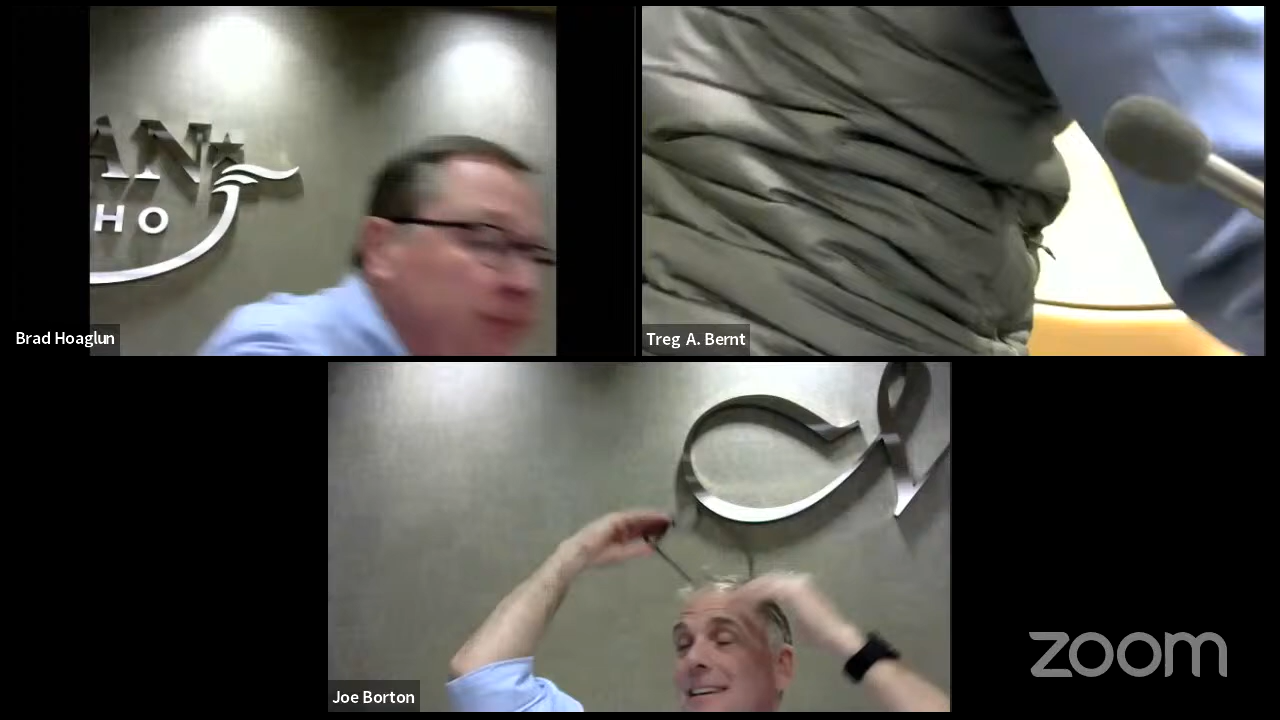 AN
HO
Brad Hoaglun
Treg A. Bernt
Joe Borton
zoom